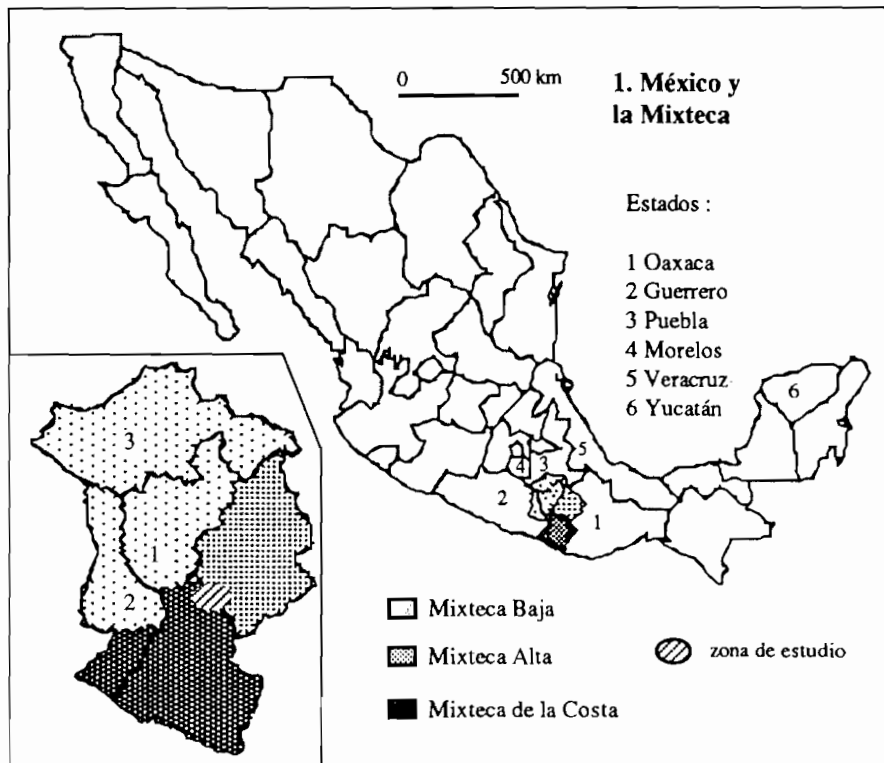 0 500 km
1. México y
la Mixteca
Estados :
1 Oaxaca
2 Guerrero
3 Puebla
4 Morelos
5 Veracruz
6 Yucatán
6
5
4
3
2
1
3
1
2
Mixteca Baja
Mixteca Alta
zona de estudio
Mixteca de la Costa